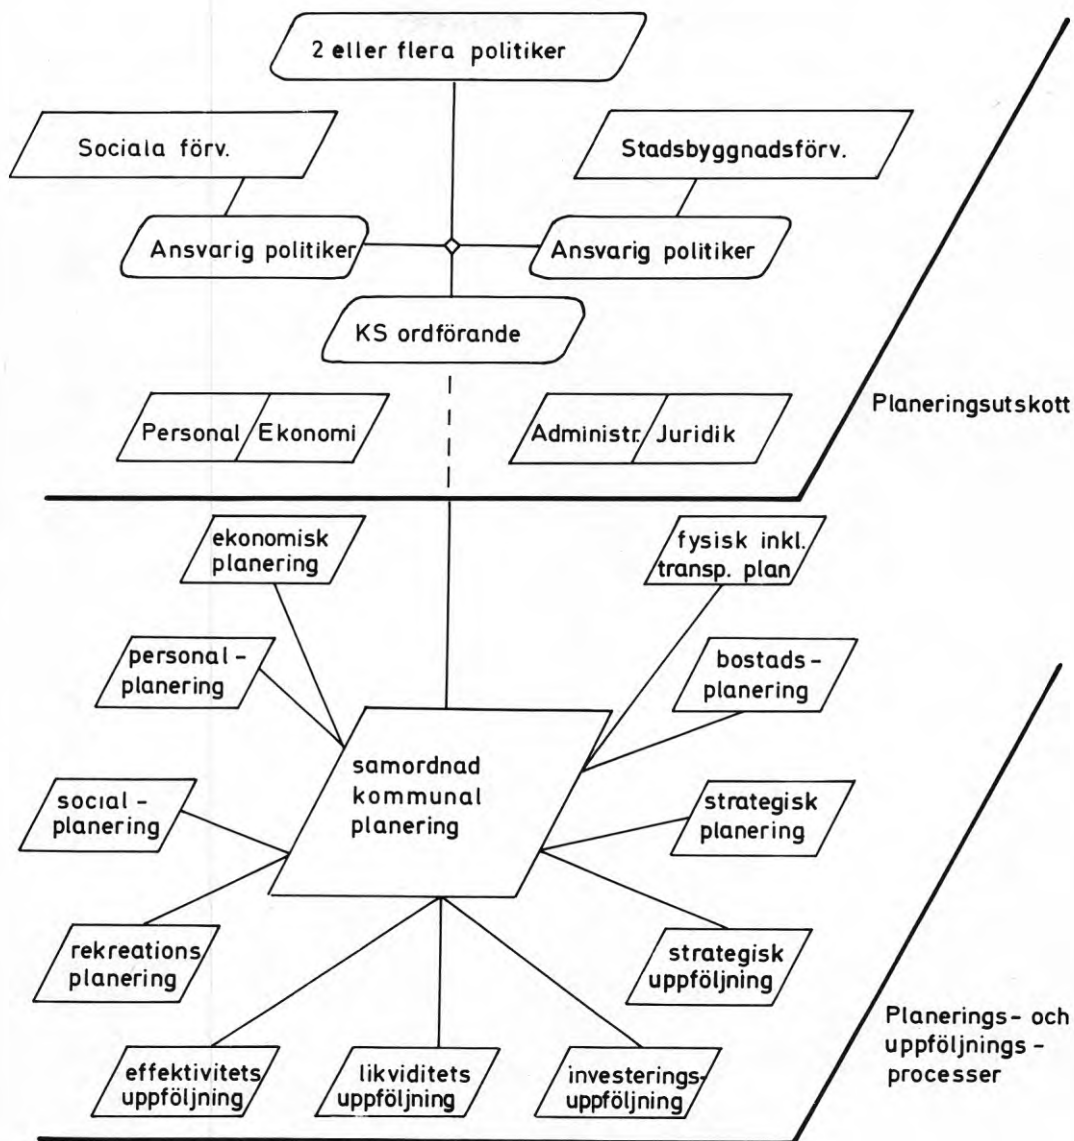 2 eller flera politiker
Sociala förv.
Stadsbyggnadsförv.
Ansvarig politiker
Ansvarig politiker
KS ordförande
Planeringsutskott
Personal
Ekonomi
Administr.
Juridik
ekonomisk
planering
fysisk inkl.
transp. plan
personal-
planering
bostads-
planering
samordnad
kommunal
planering
social-
planering
strategisk
planering
rekreations
planering
strategisk
uppföljning
effektivitets
uppföljning
likviditets
uppföljning
investerings-
uppföljning
Planerings- och
uppföljnings-
processer